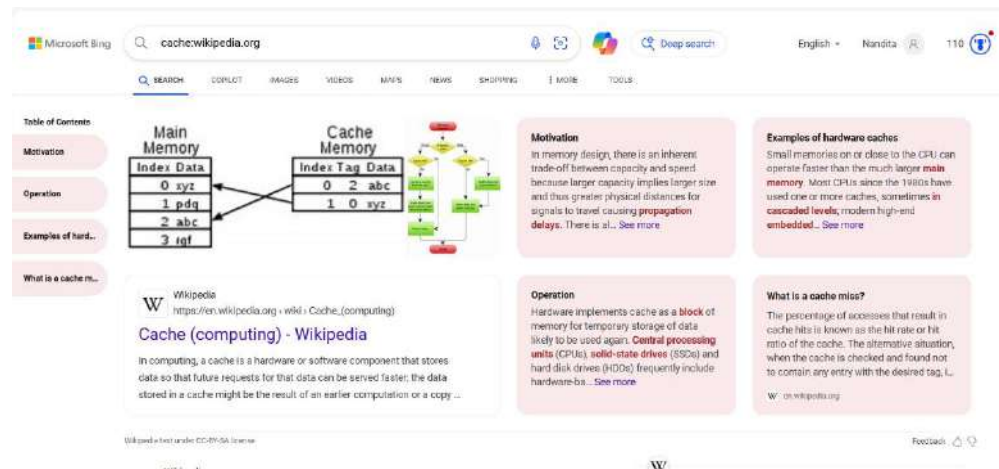 Microsoft Bing
cache:wikipedia.org
Deep search
English
Nandita
110
SEARCH
COPILOT
IMAGES
VIDEOS
MAPS
NEWS
SHOPPING
MORE
TOOLS
Table of Contents
Motivation
Operation
Examples of hard...
What is a cache m...
Main
Memory
Index Data
0 xyz
1 pdq
2 abc
3 rgf
Cache
Memory
Index Tag Data
0 2 abc
1 0 xyz
Motivation
In memory design, there is an inherent
trade-off between capacity and speed
because larger capacity implies larger size
and thus greater physical distances for
signals to travel causing propagation
delays. There is al... See more
Examples of hardware caches
Small memories on or close to the CPU can
operate faster than the much larger main
memory. Most CPUs since the 1980s have
used one or more caches, sometimes in
cascaded levels, modern high-end
embedded... See more
W
Wikipedia
https://en.wikipedia.org › wiki › Cache_(computing)
Cache (computing) - Wikipedia
In computing, a cache is a hardware or software component that stores
data so that future requests for that data can be served faster; the data
stored in a cache might be the result of an earlier computation or a copy ...
Operation
Hardware implements cache as a block of
memory for temporary storage of data
likely to be used again. Central processing
units (CPUs), solid-state drives (SSDs) and
hard disk drives (HDDs) frequently include
hardware-ba... See more
What is a cache miss?
The percentage of accesses that result in
cache hits is known as the hit rate or hit
ratio of the cache. The alternative situation,
when the cache is checked and found not
to contain any entry with the desired tag, i...
W en.wikipedia.org
Wikipedia text under CC-BY-SA license
Feedback
W